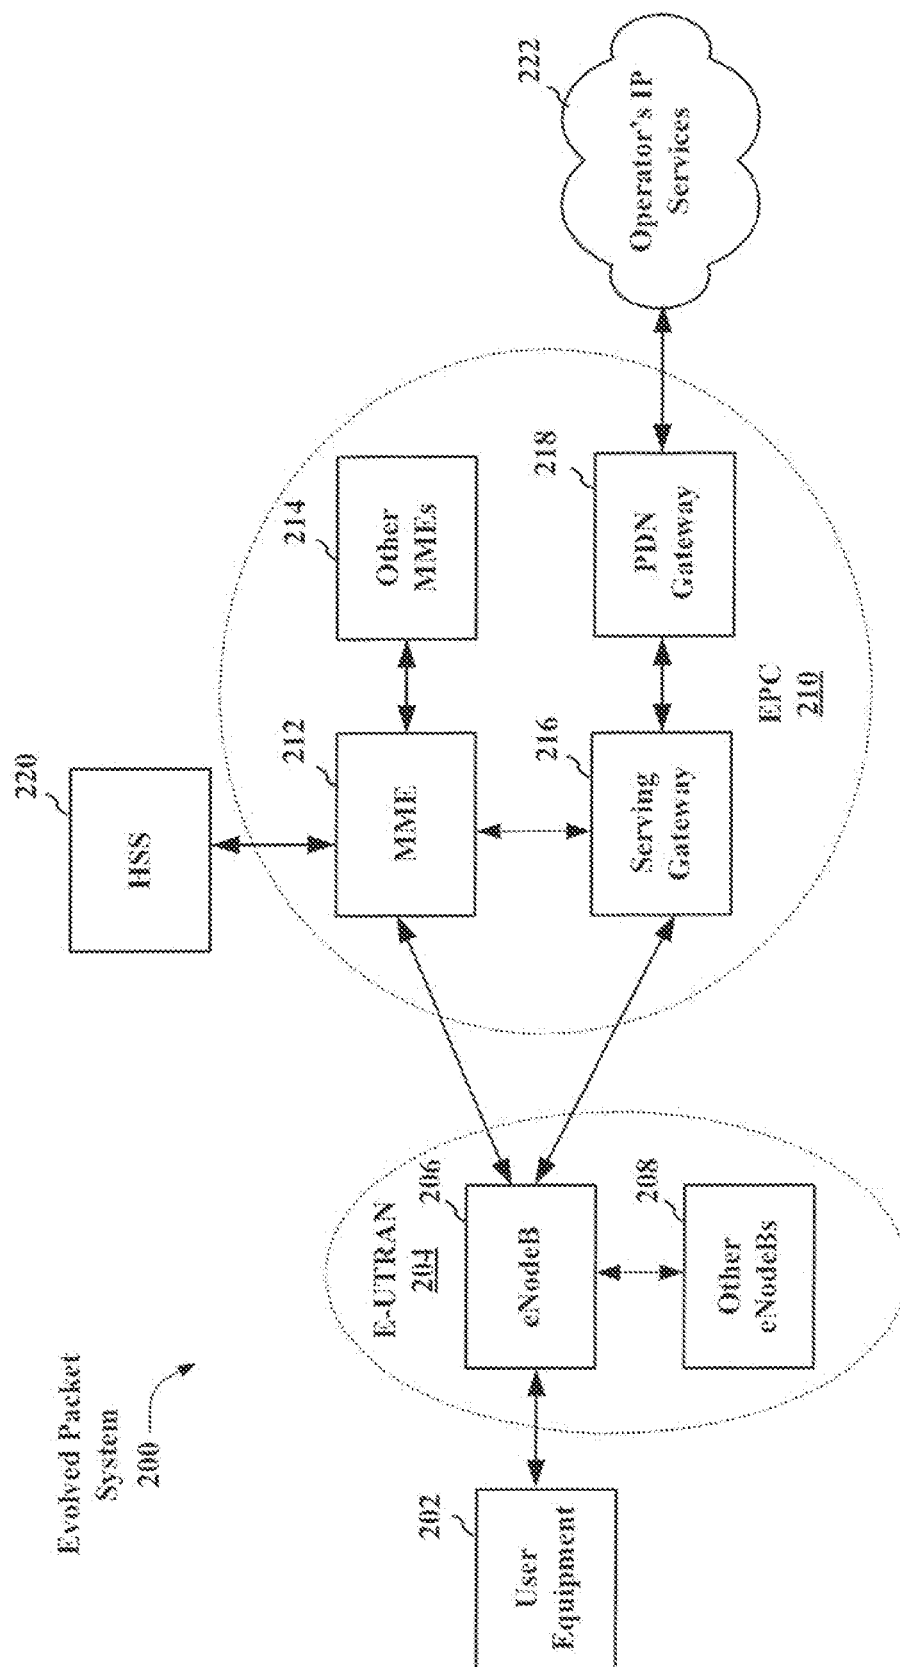 Evolved Packet
System
200
202
User
Equipment
E-UTRAN
204
206
eNodeB
208
Other
eNodeBs
220
HSS
212
MME
214
Other
MMEs
216
Serving
Gateway
218
PDN
Gateway
EPC
210
222
Operator's IP
Services